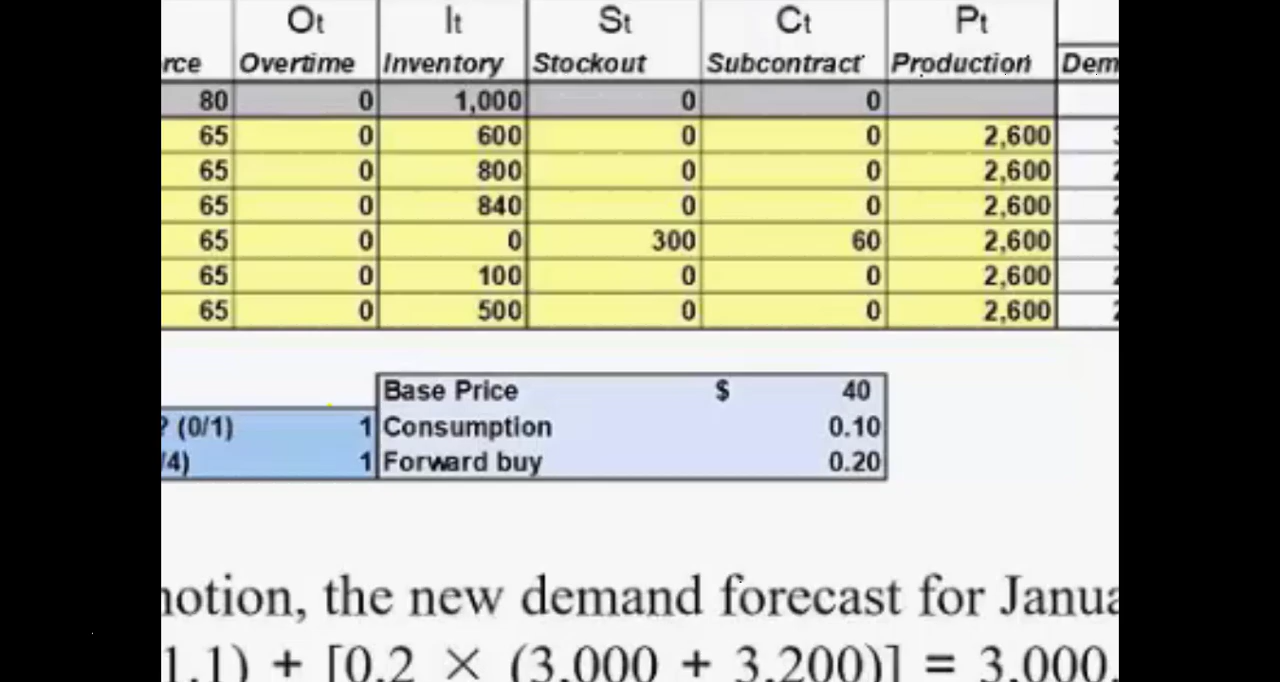 Ot It St Ct Pt
rce Overtime Inventory Stockout Subcontract Production Dem
80 0 1,000 0 0
65 0 600 0 0 2,600
65 0 800 0 0 2,600
65 0 840 0 0 2,600
65 0 0 300 60 2,600
65 0 100 0 0 2,600
65 0 500 0 0 2,600
Base Price $ 40
? (0/1) 1 Consumption 0.10
/4) 1 Forward buy 0.20
notion, the new demand forecast for Janua
1.1) + [0.2 × (3,000 + 3,200)] = 3,000.